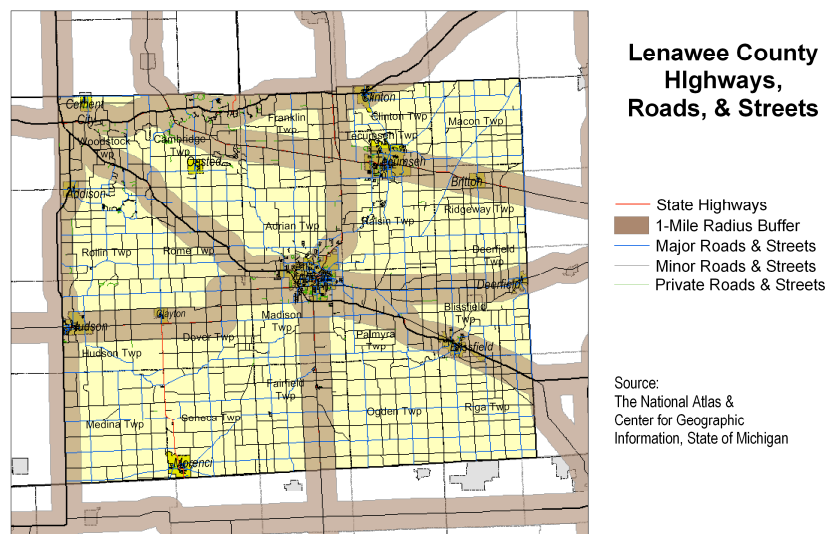 Lenawee County
HIghways,
Roads, & Streets
Cement
City
Clinton
Franklin
Twp
Clinton Twp
Macon Twp
Woodstock
Twp
Cambridge
Twp
Tecumseh Twp
Onsted
Tecumseh
Addison
Britton
Ridgeway Twp
Raisin Twp
Adrian Twp
Rollin Twp
Rome Twp
Deerfield
Twp
Deerfield
Hudson
Clayton
Madison
Twp
Blissfield
Twp
Dover Twp
Palmyra
Twp
Blissfield
Hudson Twp
Fairfield
Twp
Medina Twp
Seneca Twp
Ogden Twp
Riga Twp
Morenci
State Highways
1-Mile Radius Buffer
Major Roads & Streets
Minor Roads & Streets
Private Roads & Streets
Source:
The National Atlas &
Center for Geographic
Information, State of Michigan